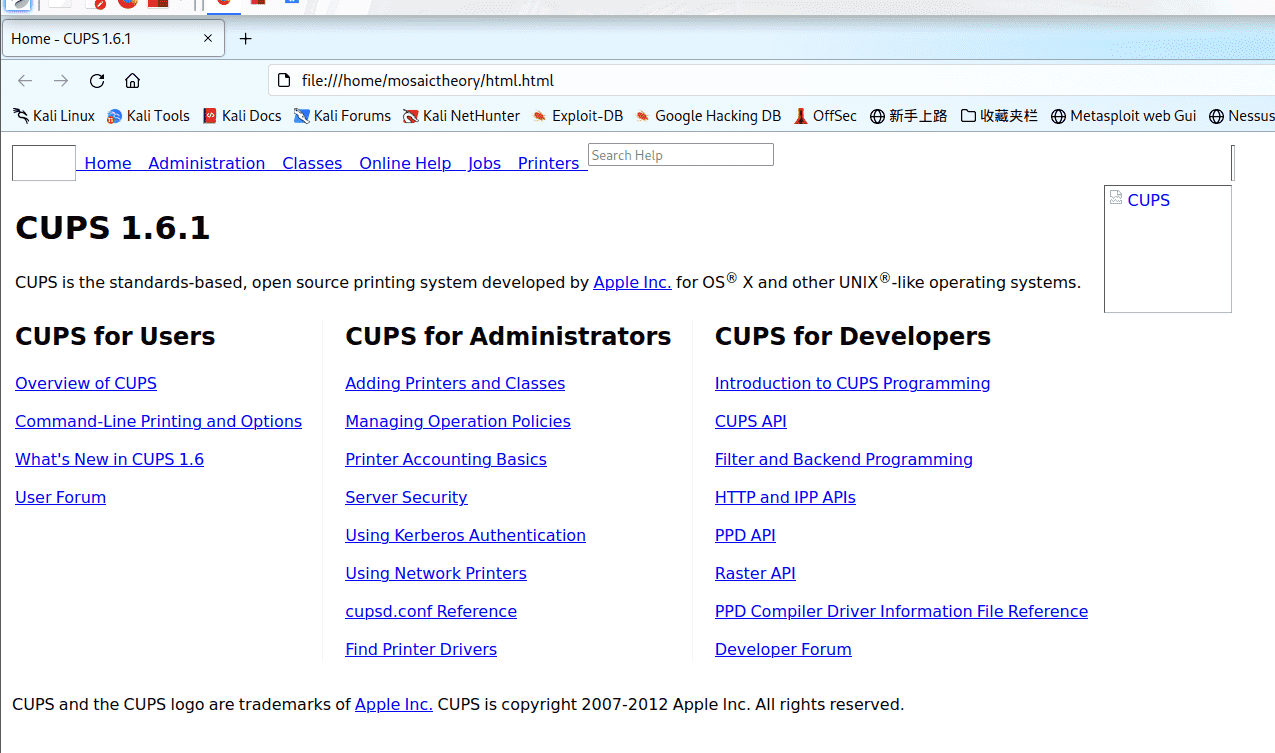 Home - CUPS 1.6.1
file:///home/mosaictheory/html.html
Kali Linux Kali Tools Kali Docs Kali Forums Kali NetHunter Exploit-DB Google Hacking DB OffSec 新手上路 收藏夹栏 Metasploit web Gui Nessus
Home Administration Classes Online Help Jobs Printers Search Help
CUPS
CUPS 1.6.1
CUPS is the standards-based, open source printing system developed by Apple Inc. for OS® X and other UNIX®-like operating systems.
CUPS for Users
Overview of CUPS
Command-Line Printing and Options
What's New in CUPS 1.6
User Forum
CUPS for Administrators
Adding Printers and Classes
Managing Operation Policies
Printer Accounting Basics
Server Security
Using Kerberos Authentication
Using Network Printers
cupsd.conf Reference
Find Printer Drivers
CUPS for Developers
Introduction to CUPS Programming
CUPS API
Filter and Backend Programming
HTTP and IPP APIs
PPD API
Raster API
PPD Compiler Driver Information File Reference
Developer Forum
CUPS and the CUPS logo are trademarks of Apple Inc. CUPS is copyright 2007-2012 Apple Inc. All rights reserved.